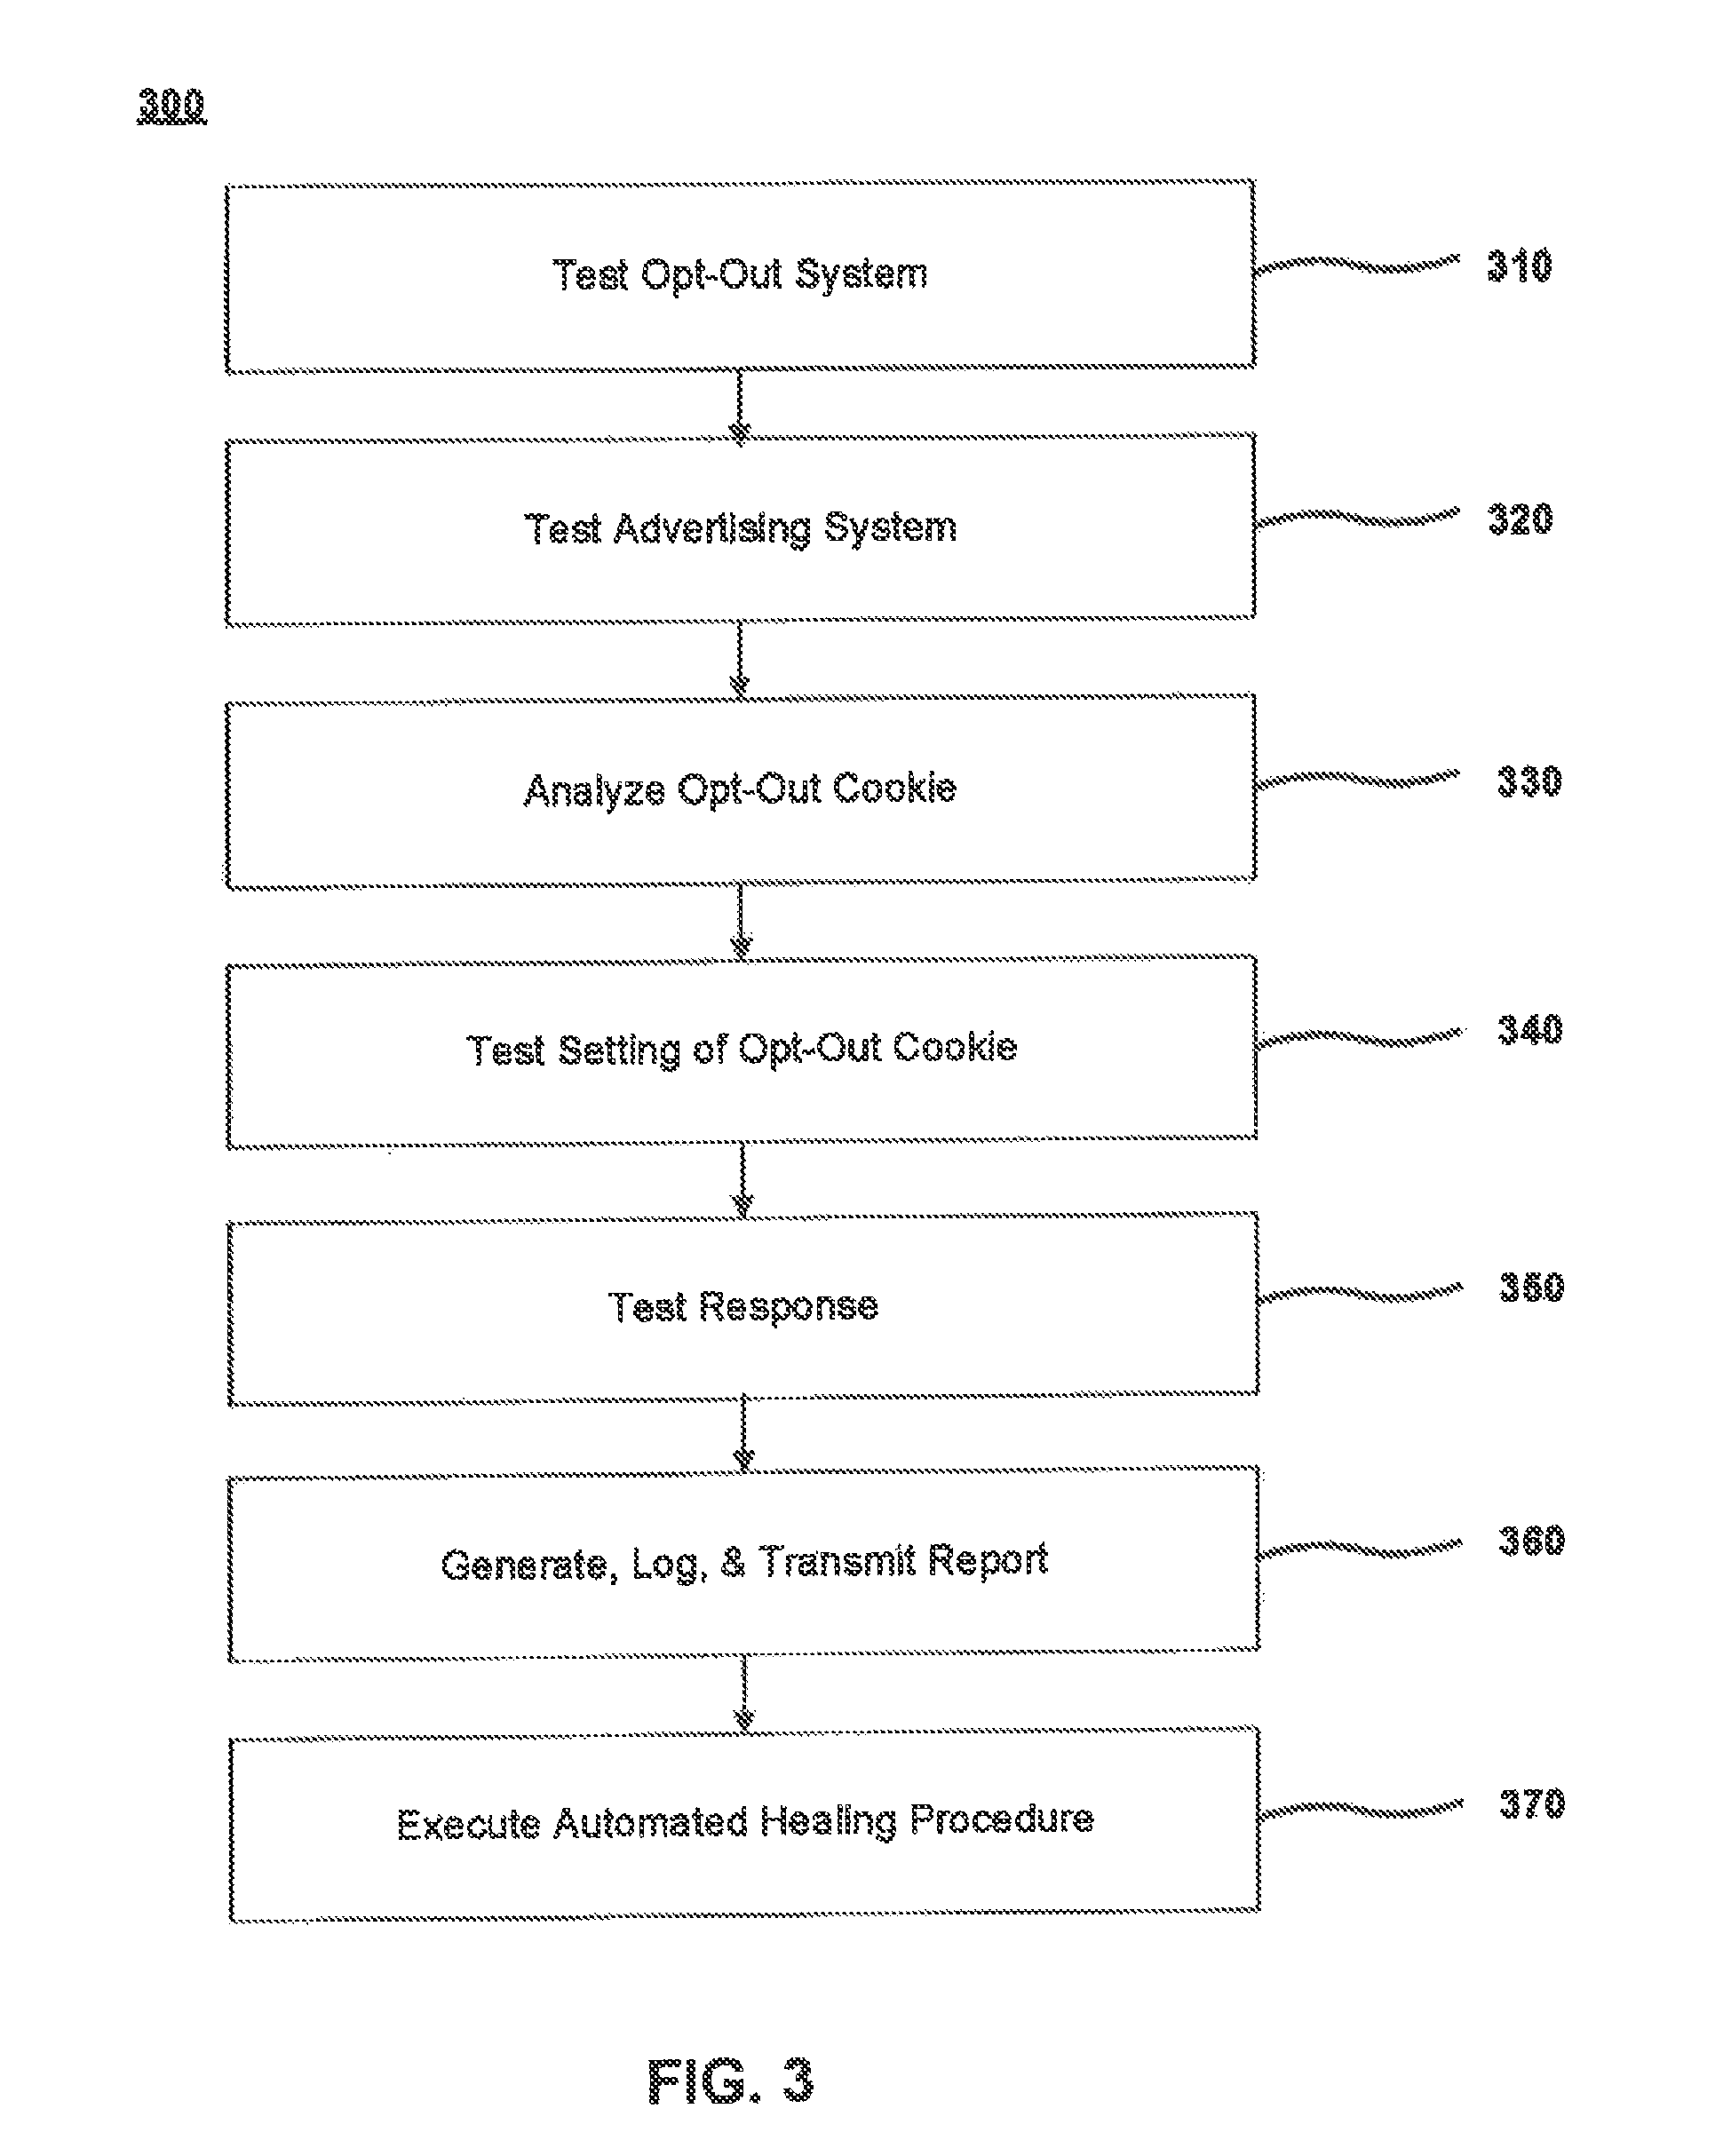 300
Test Opt-Out System
310
Test Advertising System
320
Analyze Opt-Out Cookie
330
Test Setting of Opt-Out Cookie
340
Test Response
350
Generate, Log, & Transmit Report
360
Execute Automated Healing Procedure
370
FIG. 3